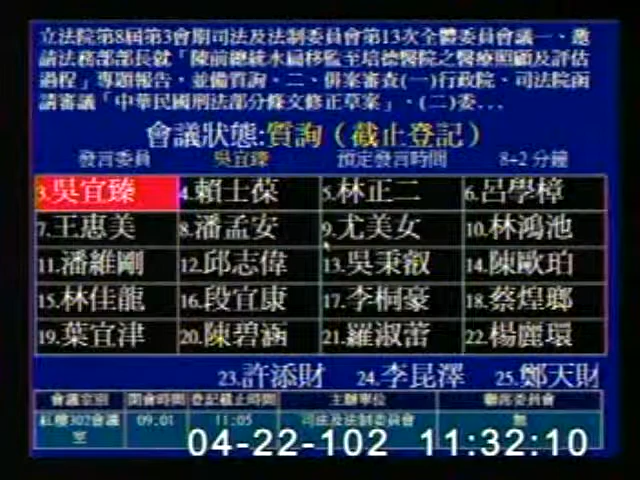 立法院第8屆第3會期司法及法制委員會第13次全體委員會議一、邀
請法務部部長就「陳前總統水扁移監至培德醫院之醫療照顧及評估
過程」專題報告，並備質詢。二、併案審查(一)行政院、司法院函
請審議「中華民國刑法部分條文修正草案」、(二)委...
會議狀態:質詢（截止登記）
發言委員 吳宜臻 預定發言時間 8+2 分鐘
3.吳宜臻 4.賴士葆 5.林正二 6.呂學樟
7.王惠美 8.潘孟安 9.尤美女 10.林鴻池
11.潘維剛 12.邱志偉 13.吳秉叡 14.陳歐珀
15.林佳龍 16.段宜康 17.李桐豪 18.蔡煌瑯
19.葉宜津 20.陳碧涵 21.羅淑蕾 22.楊麗環
23.許添財 24.李昆澤 25.鄭天財
會議室別 開會時間 登記截止時間 主辦單位 聯席委員會
紅樓302會議室 09:01 11:05 司法及法制委員會 無
04-22-102 11:32:10